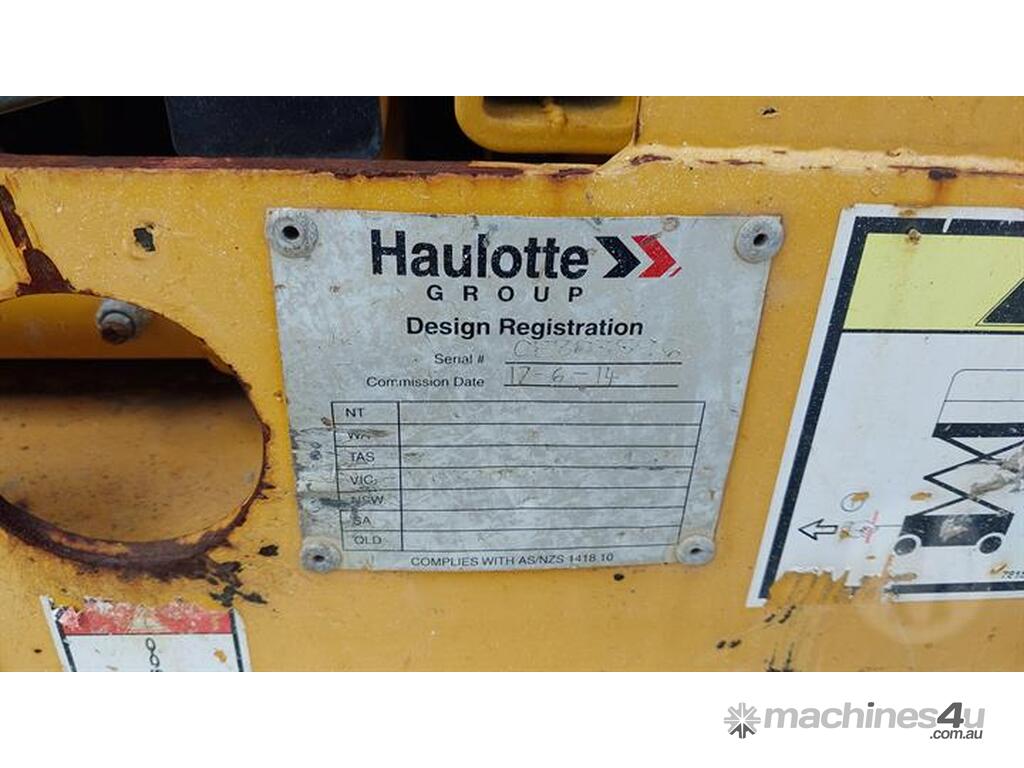 Haulotte
GROUP
Design Registration
Serial #
Commission Date 12-6-14
NT
WA
TAS
VIC
NSW
SA
QLD
COMPLIES WITH AS/NZS 1418.10
machines4u
.com.au